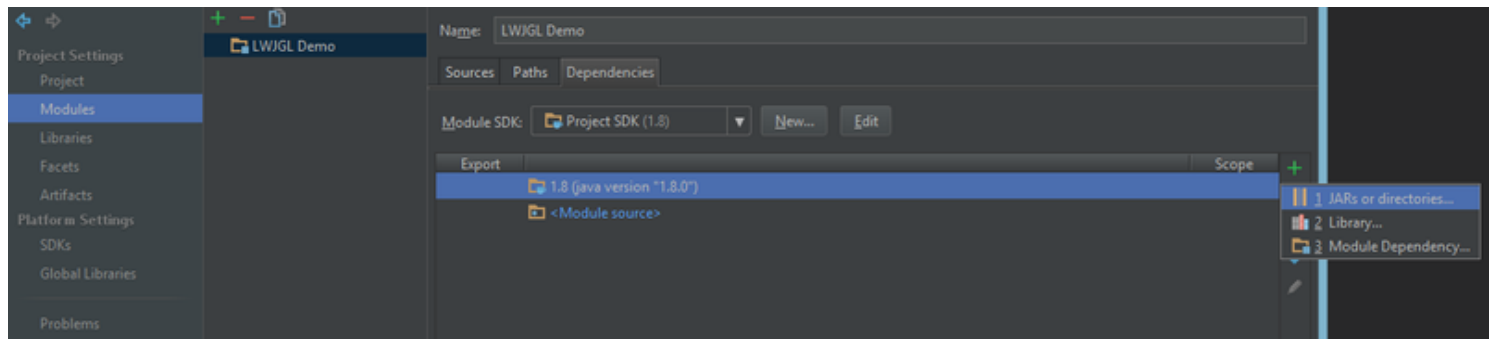 Project Settings
Project
Modules
Libraries
Facets
Artifacts
Platform Settings
SDKs
Global Libraries
Problems
LWJGL Demo
Name: LWJGL Demo
Sources Paths Dependencies
Module SDK: Project SDK (1.8) New... Edit
Export Scope
1.8 (java version "1.8.0")
<Module source>
1 JARs or directories...
2 Library...
3 Module Dependency...